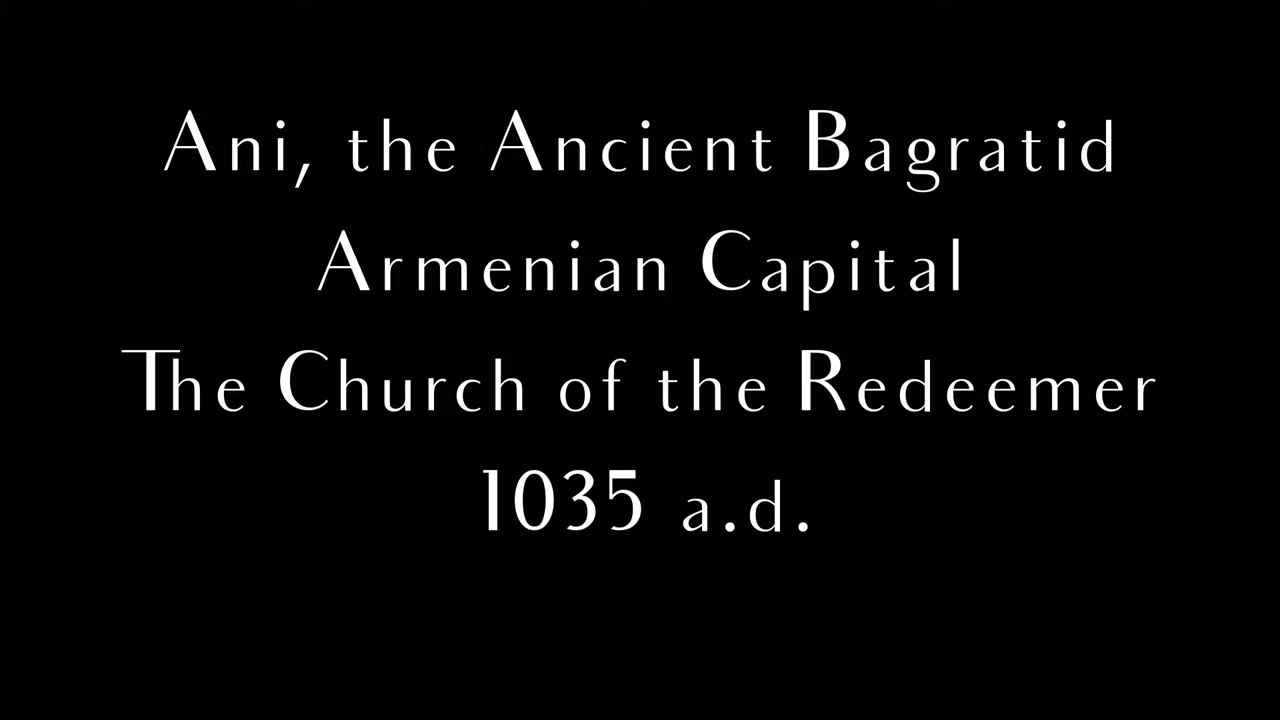 Ani, the Ancient Bagratid
Armenian Capital
The Church of the Redeemer
1035 a.d.